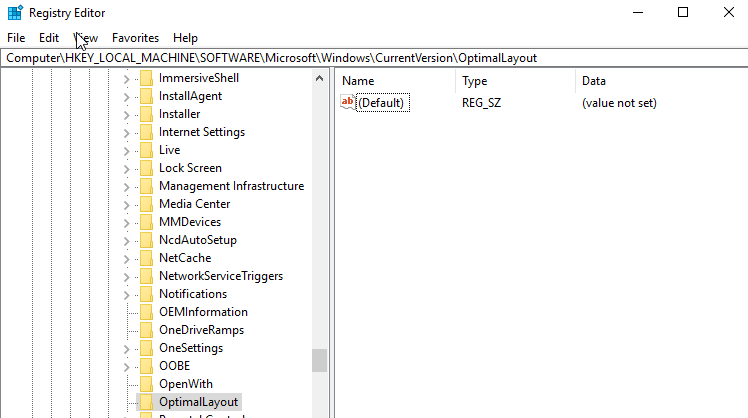 Registry Editor
File Edit View Favorites Help
Computer\HKEY_LOCAL_MACHINE\SOFTWARE\Microsoft\Windows\CurrentVersion\OptimalLayout
ImmersiveShell
InstallAgent
Installer
Internet Settings
Live
Lock Screen
Management Infrastructure
Media Center
MMDevices
NcdAutoSetup
NetCache
NetworkServiceTriggers
Notifications
OEMInformation
OneDriveRamps
OneSettings
OOBE
OpenWith
OptimalLayout
Name Type Data
ab (Default) REG_SZ (value not set)